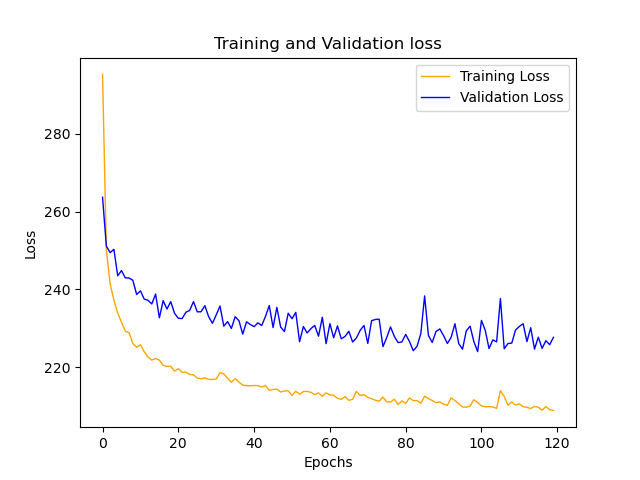 Training and Validation loss
Training Loss
Validation Loss
Loss
280
260
240
220
0 20 40 60 80 100 120
Epochs